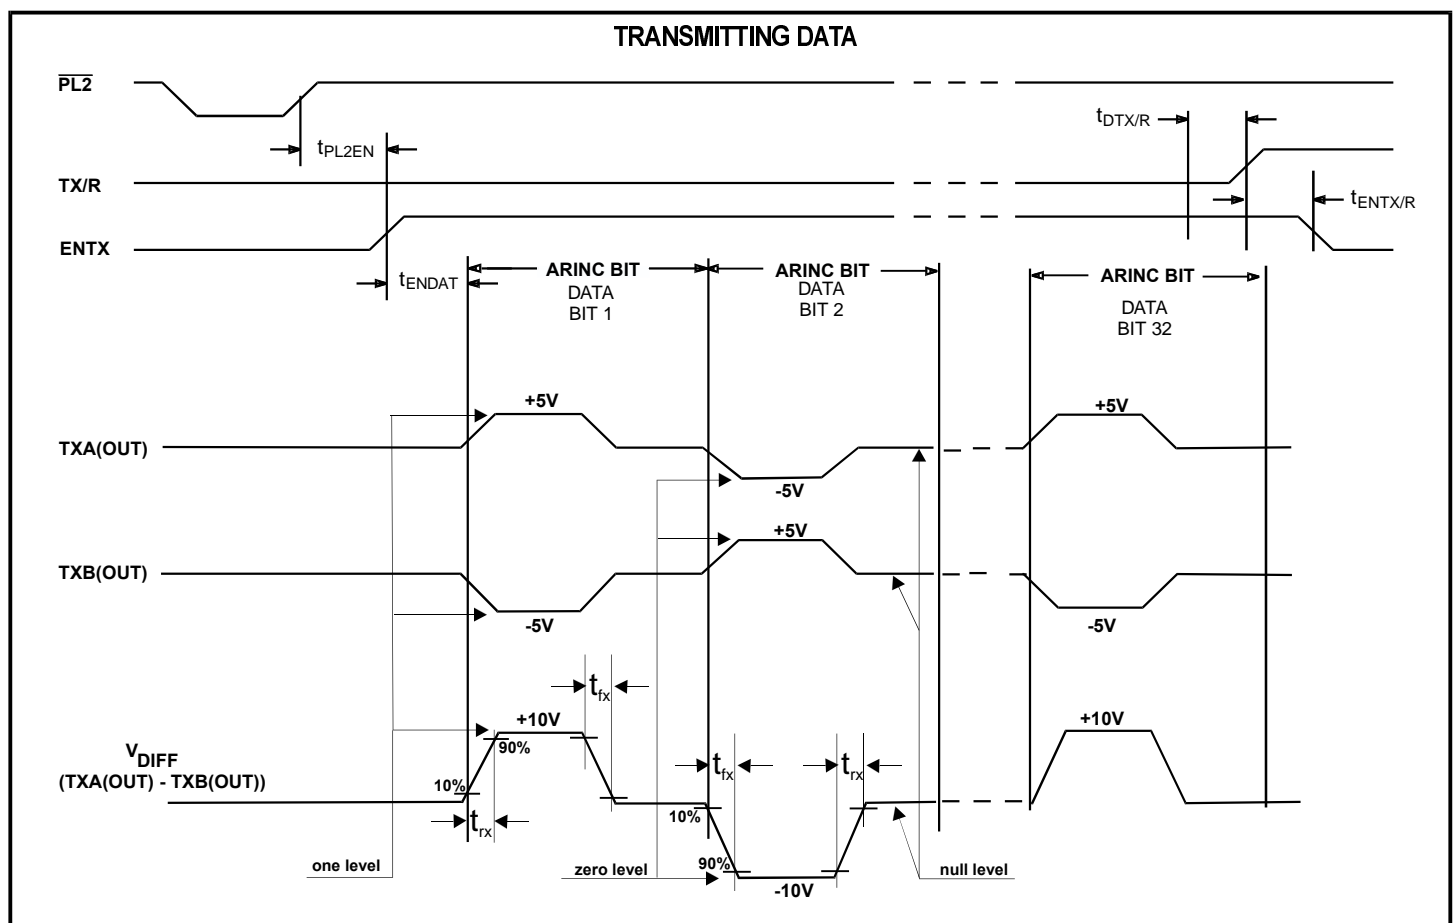 TRANSMITTING DATA
PL2
tDTX/R
tPL2EN
TX/R
tENTX/R
ENTX
ARINC BIT
ARINC BIT
ARINC BIT
tENDAT
DATA
BIT 1
DATA
BIT 2
DATA
BIT 32
+5V
+5V
TXA(OUT)
-5V
+5V
TXB(OUT)
-5V
-5V
tfx
+10V
+10V
90%
VDIFF
(TXA(OUT) - TXB(OUT))
10%
tfx
trx
10%
trx
90%
one level
zero level
null level
-10V